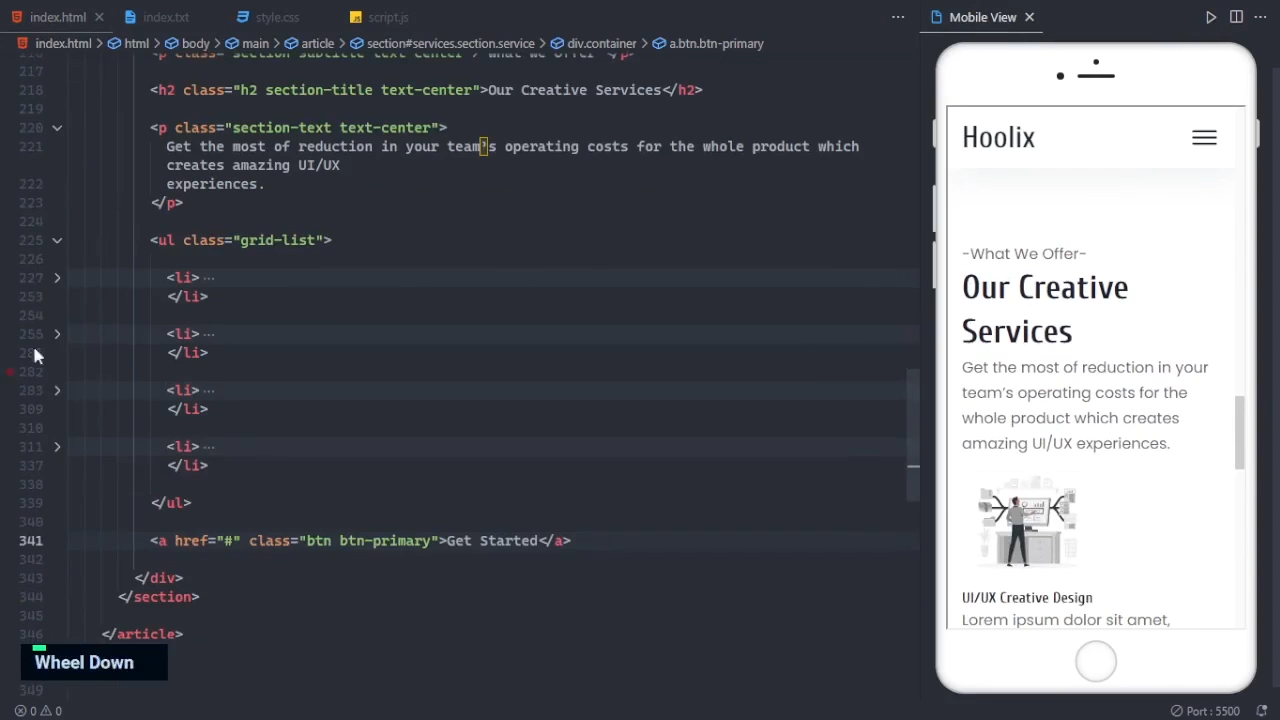 index.html
index.txt
style.css
script.js
Mobile View
index.html > html > body > main > article > section#services.section.service > div.container > a.btn.btn-primary
217
218 <h2 class="h2 section-title text-center">Our Creative Services</h2>
219
220 <p class="section-text text-center">
221 Get the most of reduction in your team's operating costs for the whole product which
creates amazing UI/UX
222 experiences.
223 </p>
224
225 <ul class="grid-list">
226
227 <li>...
253 </li>
254
255 <li>...
</li>
282
283 <li>...
309 </li>
310
311 <li>...
337 </li>
338
339 </ul>
340
341 <a href="#" class="btn btn-primary">Get Started</a>
342
343 </div>
344 </section>
345
346 </article>
Wheel Down
349
0 0
Port : 5500
Hoolix
-What We Offer-
Our Creative
Services
Get the most of reduction in your
team's operating costs for the
whole product which creates
amazing UI/UX experiences.
UI/UX Creative Design
Lorem ipsum dolor sit amet,